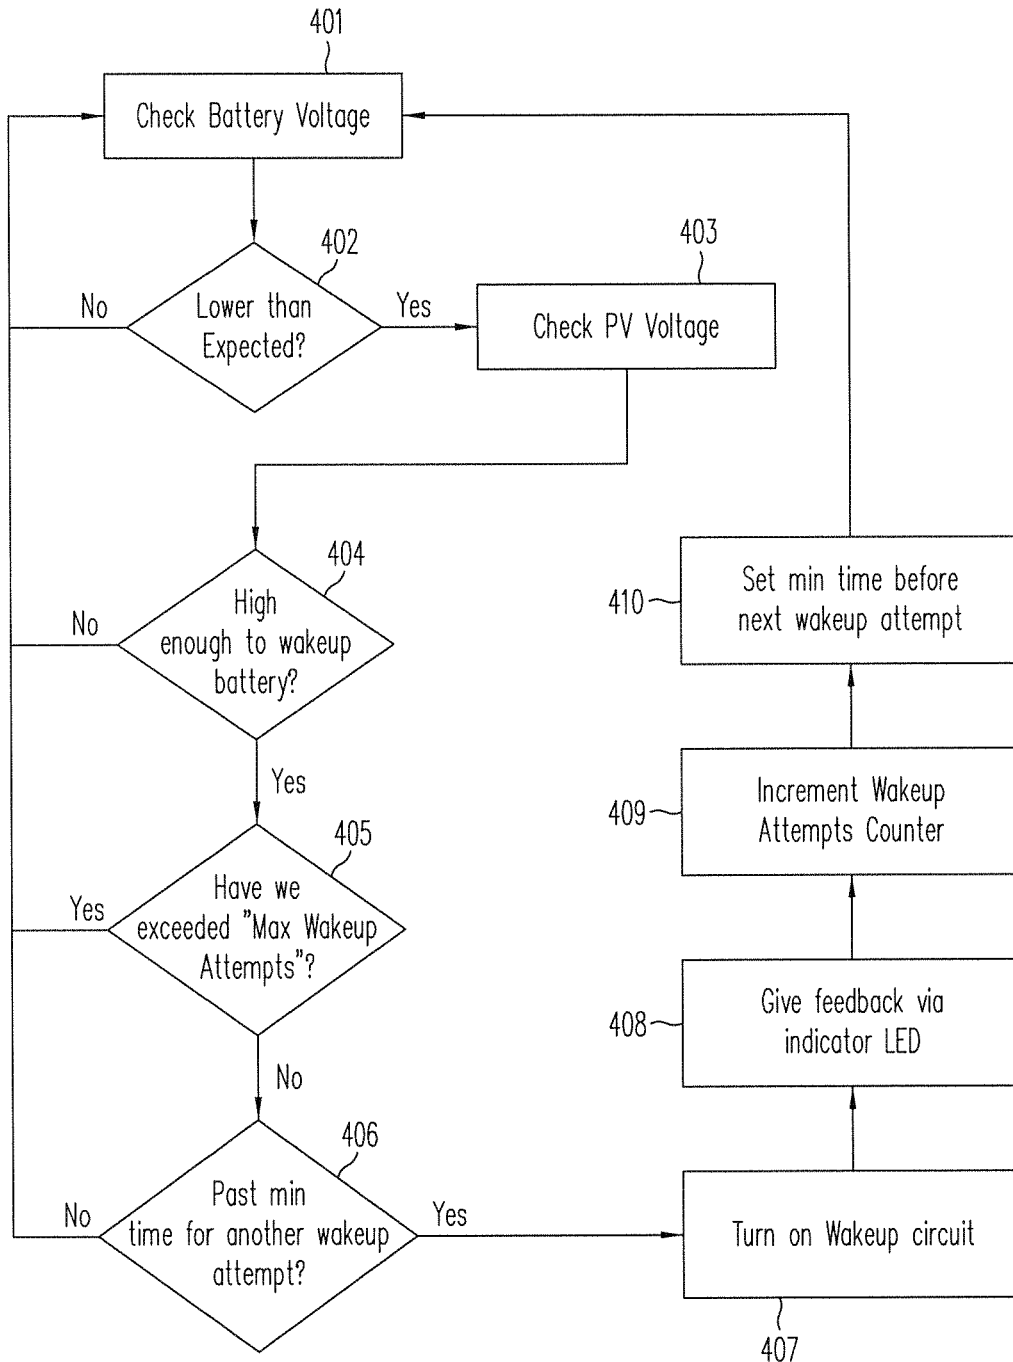 401
Check Battery Voltage
402
Lower than
Expected?
No
Yes
403
Check PV Voltage
404
High
enough to wakeup
battery?
No
Yes
405
Have we
exceeded "Max Wakeup
Attempts"?
Yes
No
406
Past min
time for another wakeup
attempt?
No
Yes
Turn on Wakeup circuit
407
Give feedback via
indicator LED
408
Increment Wakeup
Attempts Counter
409
Set min time before
next wakeup attempt
410